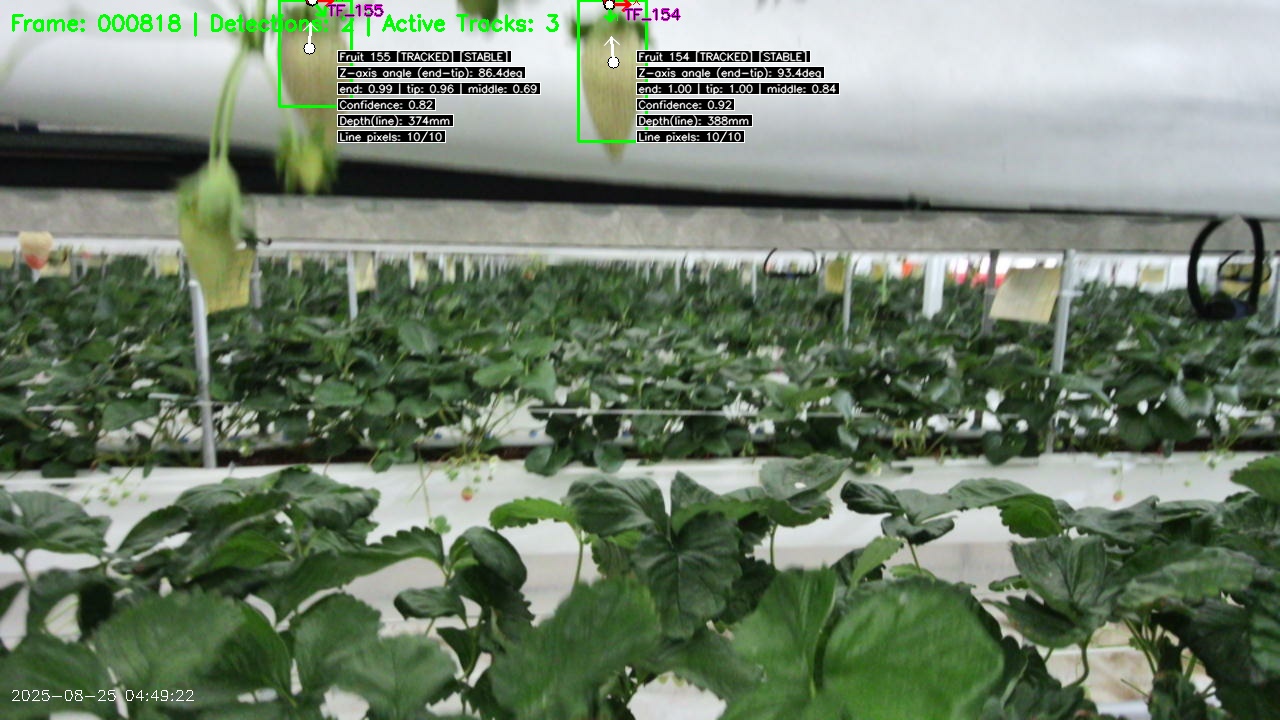 Frame: 000818 | Detections: 2 | Active Tracks: 3
TF_155
TF_154
Fruit 155 [TRACKED] [STABLE]
Z-axis angle (end-tip): 86.4deg
end: 0.99 | tip: 0.96 | middle: 0.69
Confidence: 0.82
Depth(line): 374mm
Line pixels: 10/10
Fruit 154 [TRACKED] [STABLE]
Z-axis angle (end-tip): 93.4deg
end: 1.00 | tip: 1.00 | middle: 0.84
Confidence: 0.92
Depth(line): 388mm
Line pixels: 10/10
2025-08-25 04:49:22